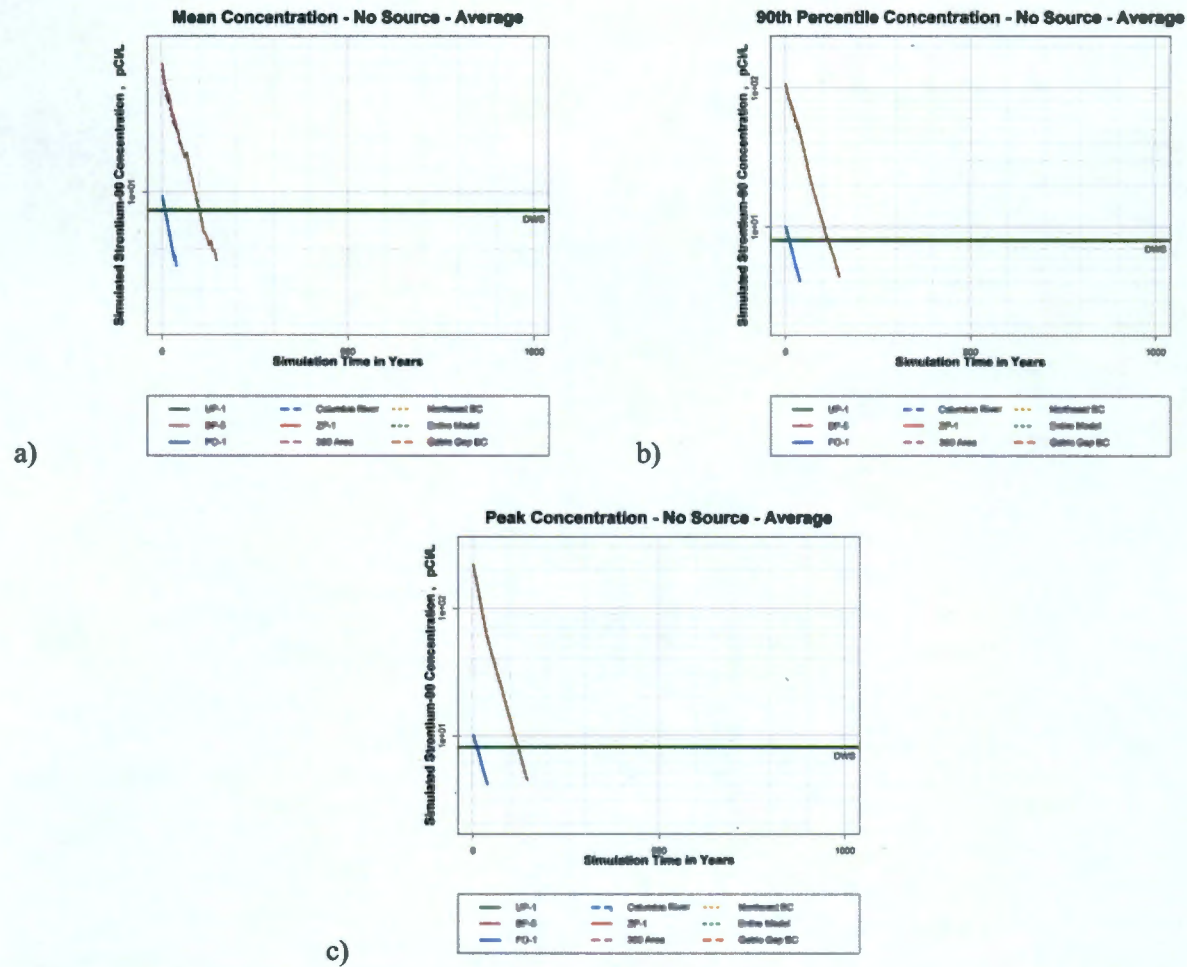 Mean Concentration - No Source - Average
Simulated Strontium-90 Concentration , pCi/L
1e+01
DWS
0
500
1000
Simulation Time in Years
UP-1
Columbia River
Northwest BC
BP-5
ZP-1
Entire Model
PO-1
300 Area
Gable Gap BC
a)
90th Percentile Concentration - No Source - Average
Simulated Strontium-90 Concentration , pCi/L
1e+02
1e+01
DWS
0
500
1000
Simulation Time in Years
UP-1
Columbia River
Northwest BC
BP-5
ZP-1
Entire Model
PO-1
300 Area
Gable Gap BC
b)
Peak Concentration - No Source - Average
Simulated Strontium-90 Concentration , pCi/L
1e+02
1e+01
DWS
0
500
1000
Simulation Time in Years
UP-1
Columbia River
Northwest BC
BP-5
ZP-1
Entire Model
PO-1
300 Area
Gable Gap BC
c)